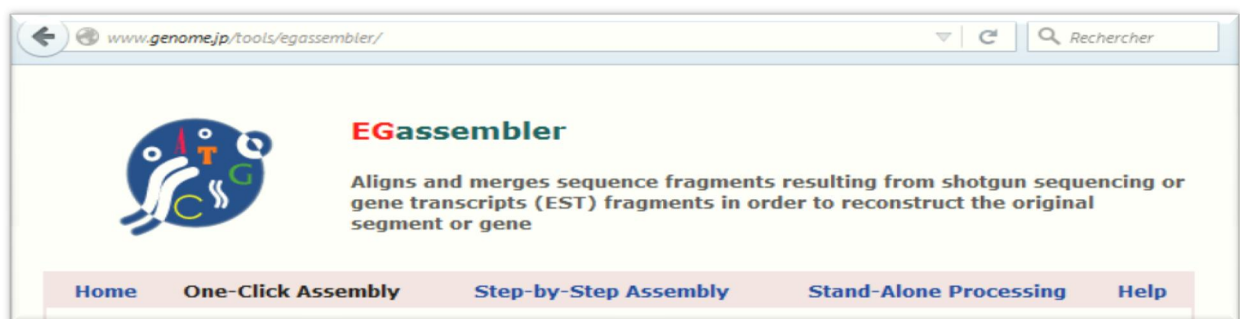 www.genome.jp/tools/egassembler/
Rechercher
EGassembler
A T G C
Aligns and merges sequence fragments resulting from shotgun sequencing or
gene transcripts (EST) fragments in order to reconstruct the original
segment or gene
Home One-Click Assembly Step-by-Step Assembly Stand-Alone Processing Help